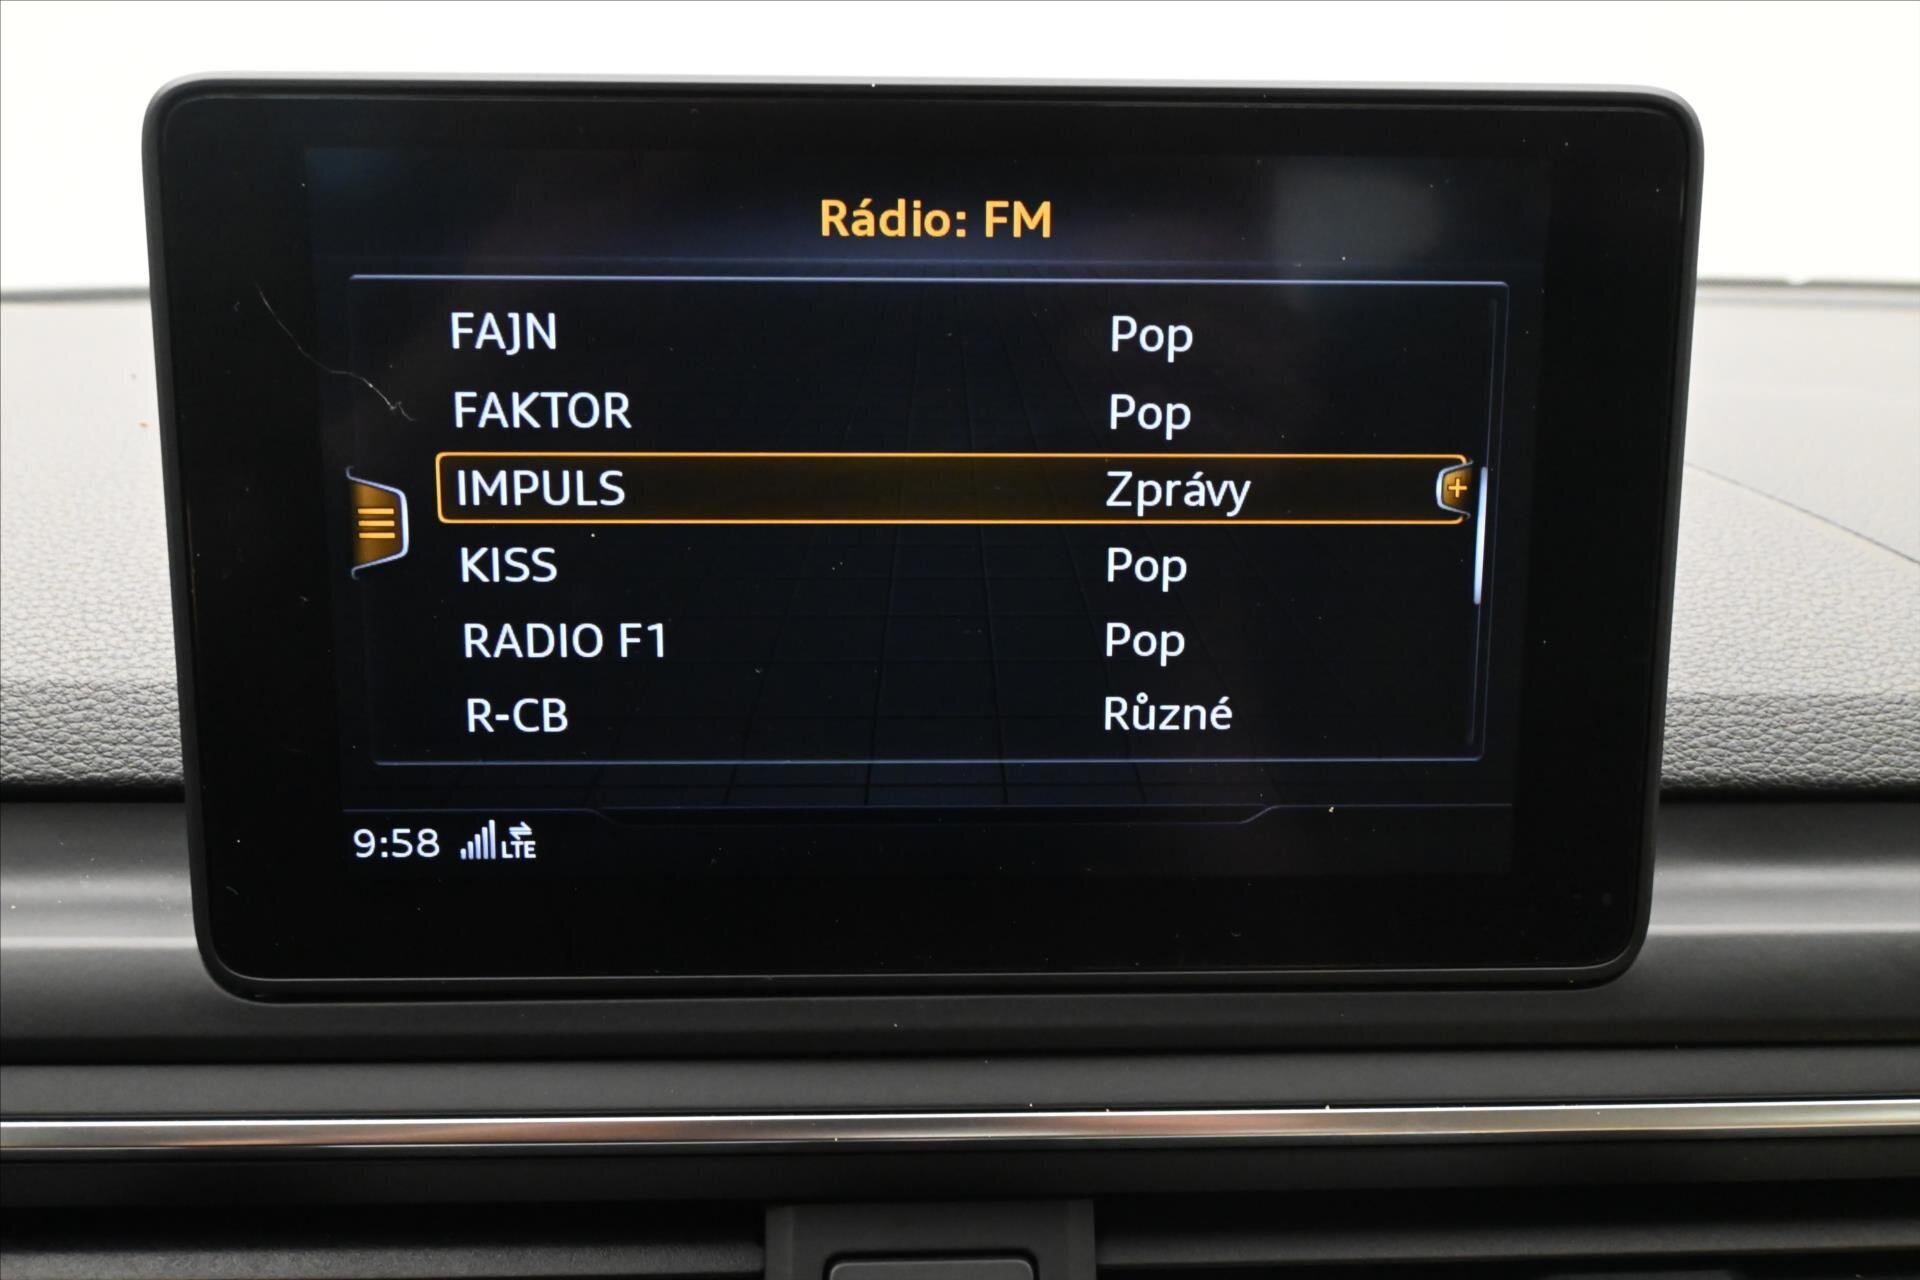 Rádio: FM
FAJN Pop
FAKTOR Pop
IMPULS Zprávy
KISS Pop
RADIO F1 Pop
R-CB Různé
9:58 LTE